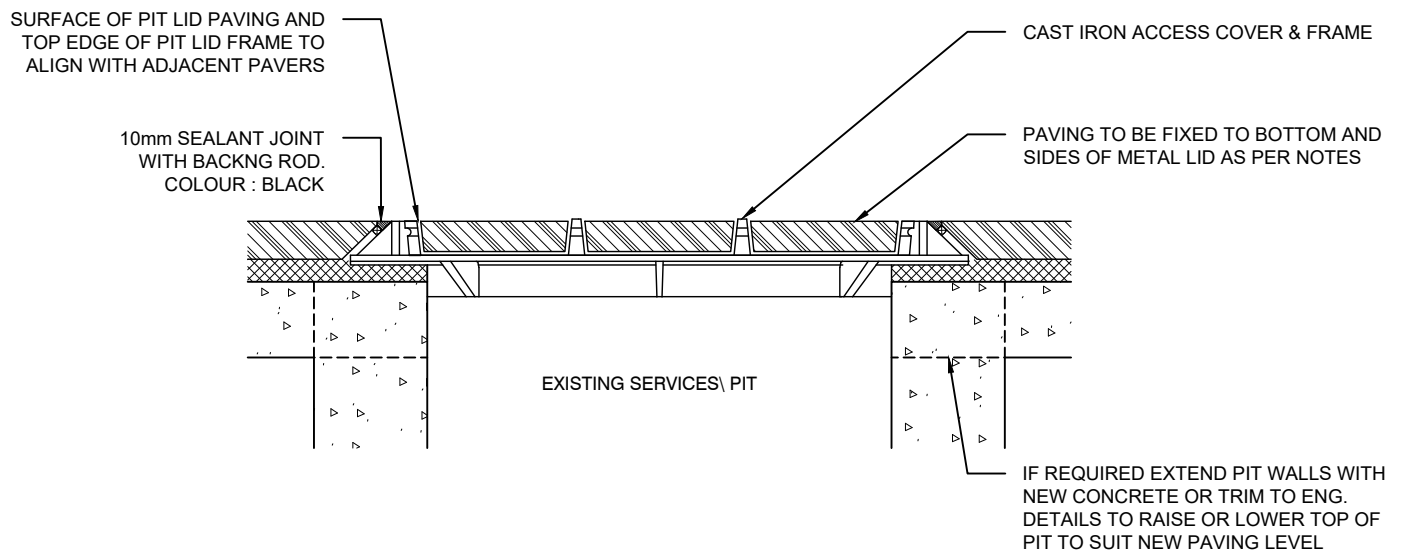 SURFACE OF PIT LID PAVING AND
TOP EDGE OF PIT LID FRAME TO
ALIGN WITH ADJACENT PAVERS
10mm SEALANT JOINT
WITH BACKNG ROD.
COLOUR : BLACK
CAST IRON ACCESS COVER & FRAME
PAVING TO BE FIXED TO BOTTOM AND
SIDES OF METAL LID AS PER NOTES
EXISTING SERVICES\ PIT
IF REQUIRED EXTEND PIT WALLS WITH
NEW CONCRETE OR TRIM TO ENG.
DETAILS TO RAISE OR LOWER TOP OF
PIT TO SUIT NEW PAVING LEVEL